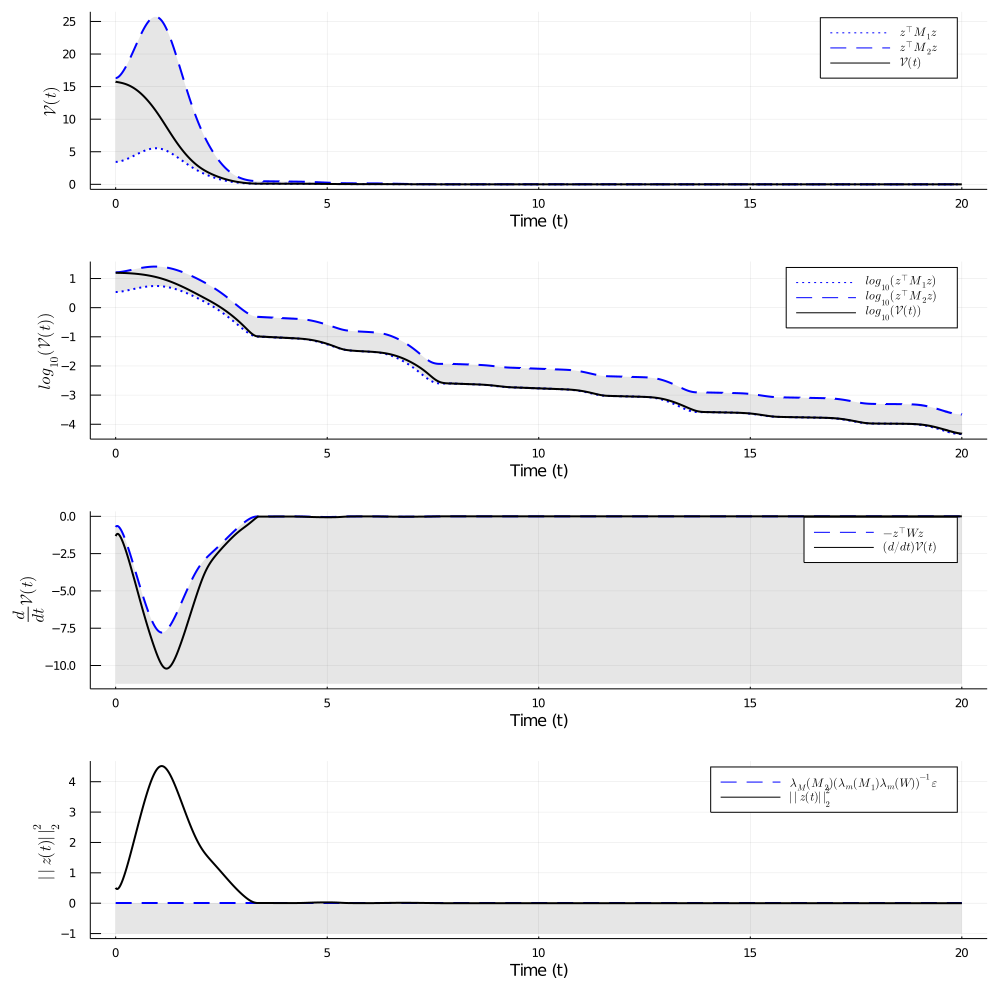 25
20
15
10
5
0
𝒱(t)
z⊤M₁z
z⊤M₂z
𝒱(t)
0 5 10 15 20
Time (t)
1
0
−1
−2
−3
−4
log₁₀(𝒱(t))
log₁₀(z⊤M₁z)
log₁₀(z⊤M₂z)
log₁₀(𝒱(t))
0 5 10 15 20
Time (t)
0.0
−2.5
−5.0
−7.5
−10.0
d/dt 𝒱(t)
−z⊤Wz
(d/dt)𝒱(t)
0 5 10 15 20
Time (t)
4
3
2
1
0
−1
||z(t)||₂²
λ_M(M₂)(λ_m(M₁)λ_m(W))⁻¹ε
||z(t)||₂²
0 5 10 15 20
Time (t)